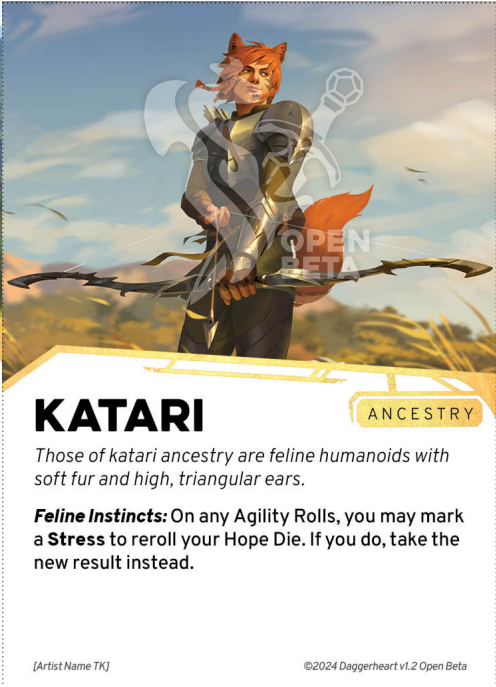 OPEN
BETA
KATARI
ANCESTRY
Those of katari ancestry are feline humanoids with
soft fur and high, triangular ears.
Feline Instincts: On any Agility Rolls, you may mark
a Stress to reroll your Hope Die. If you do, take the
new result instead.
[Artist Name TK]
©2024 Daggerheart v1.2 Open Beta